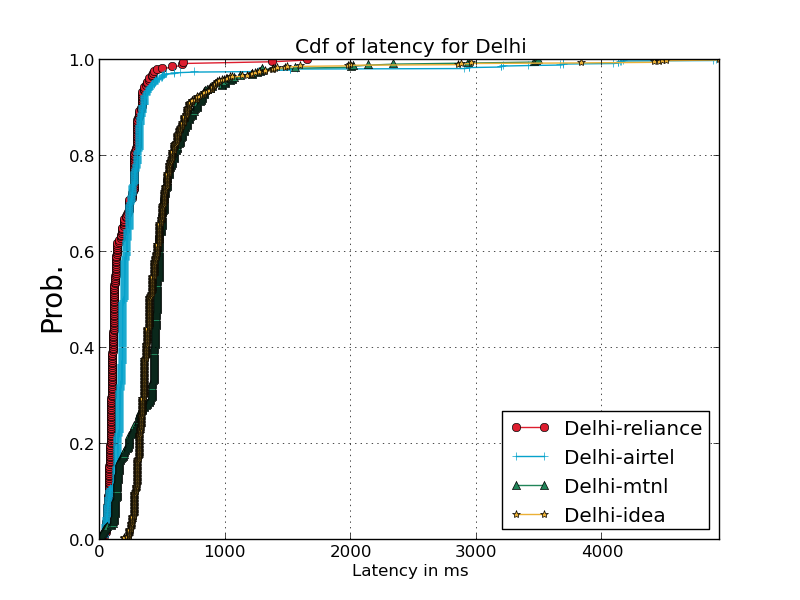 Cdf of latency for Delhi
1.0
0.8
0.6
0.4
0.2
0.0
Prob.
0
1000
2000
3000
4000
Latency in ms
Delhi-reliance
Delhi-airtel
Delhi-mtnl
Delhi-idea